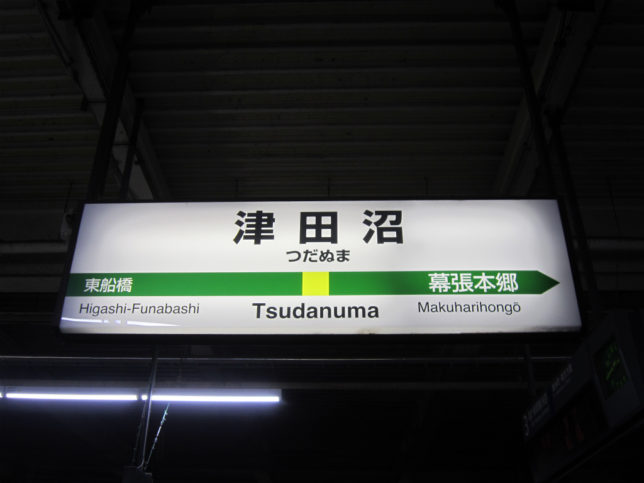 津田沼
つだぬま
東船橋 幕張本郷
Higashi-Funabashi Tsudanuma Makuharihongō